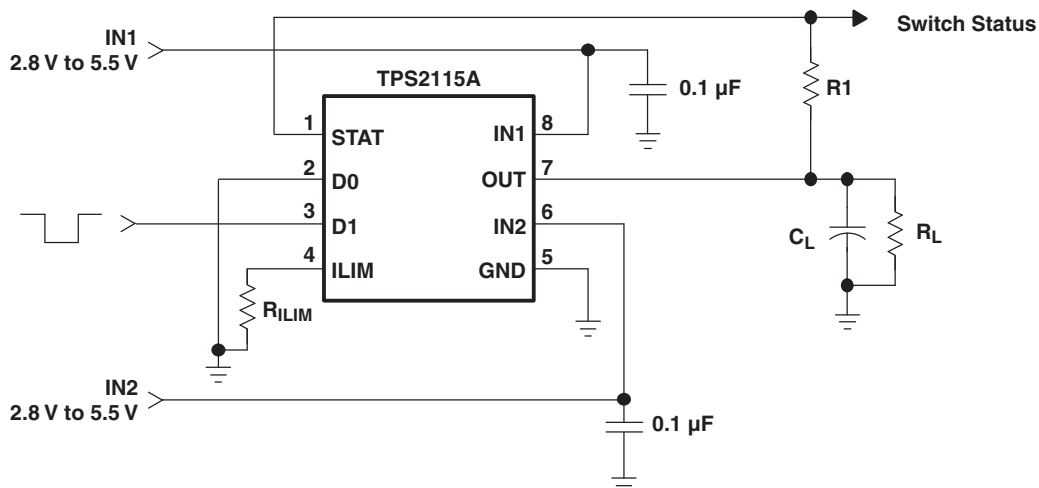 Switch Status
IN1
2.8 V to 5.5 V
TPS2115A
0.1 µF
R1
1
STAT
IN1
8
2
D0
OUT
7
3
D1
IN2
6
4
ILIM
GND
5
CL
RL
RILIM
IN2
2.8 V to 5.5 V
0.1 µF